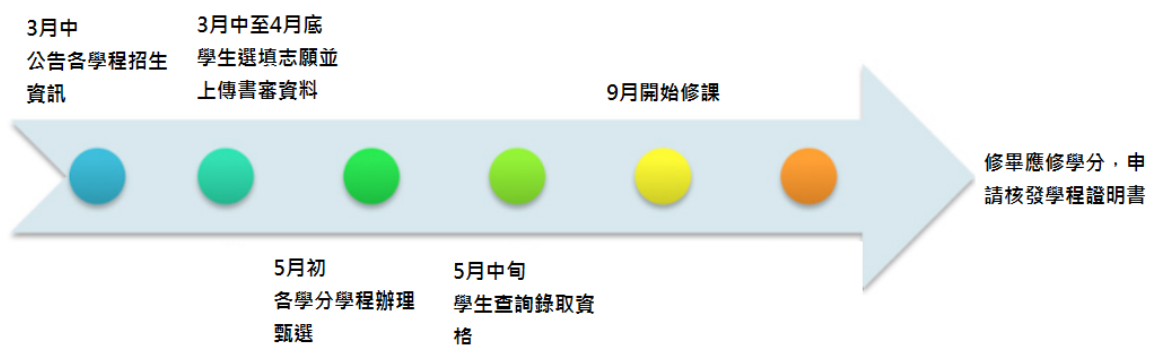 3月中
公告各學程招生
資訊
3月中至4月底
學生選填志願並
上傳書審資料
5月初
各學分學程辦理
甄選
5月中旬
學生查詢錄取資
格
9月開始修課
修畢應修學分，申
請核發學程證明書